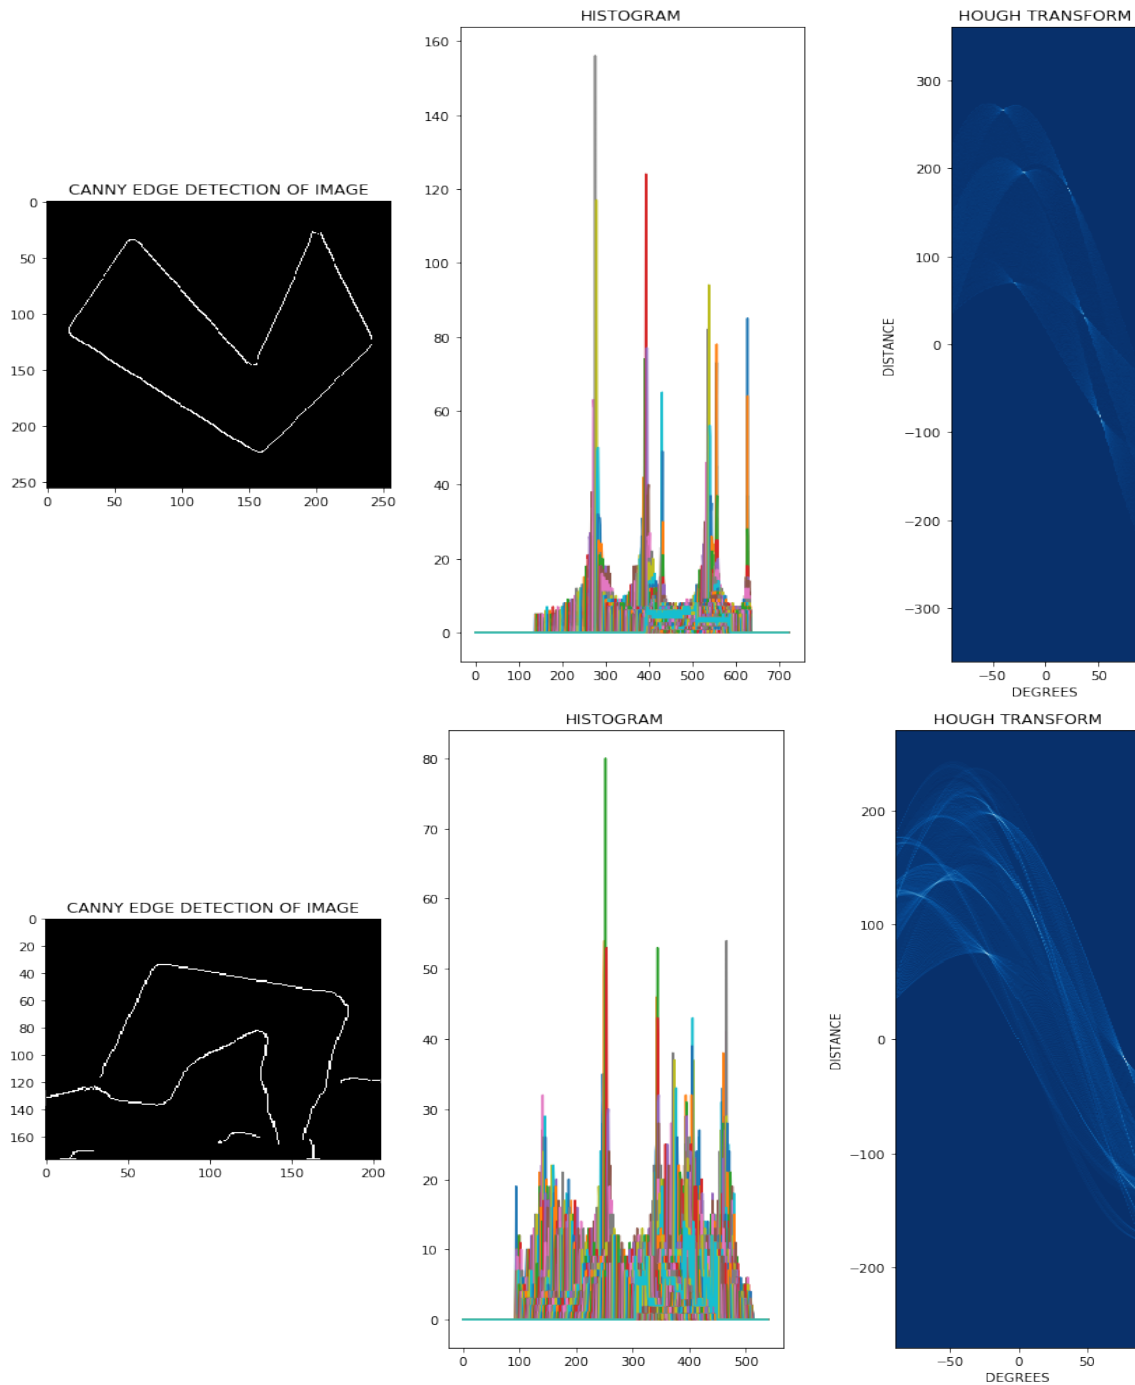 HISTOGRAM
HOUGH TRANSFORM
160
140
120
100
80
60
40
20
0
0 100 200 300 400 500 600 700
CANNY EDGE DETECTION OF IMAGE
0
50
100
150
200
250
0 50 100 150 200 250
DISTANCE
300
200
100
0
−100
−200
−300
−50 0 50
DEGREES
HISTOGRAM
HOUGH TRANSFORM
80
70
60
50
40
30
20
10
0
0 100 200 300 400 500
CANNY EDGE DETECTION OF IMAGE
0
20
40
60
80
100
120
140
160
0 50 100 150 200
DISTANCE
200
100
0
−100
−200
−50 0 50
DEGREES